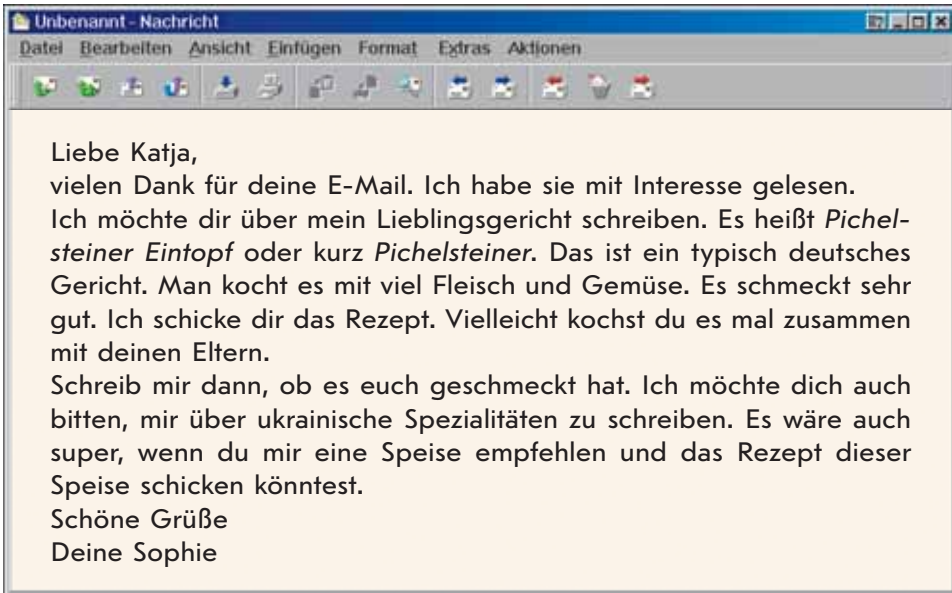 Unbenannt - Nachricht
Datei Bearbeiten Ansicht Einfügen Format Extras Aktionen
Liebe Katja,
vielen Dank für deine E-Mail. Ich habe sie mit Interesse gelesen.
Ich möchte dir über mein Lieblingsgericht schreiben. Es heißt Pichel-
steiner Eintopf oder kurz Pichelsteiner. Das ist ein typisch deutsches
Gericht. Man kocht es mit viel Fleisch und Gemüse. Es schmeckt sehr
gut. Ich schicke dir das Rezept. Vielleicht kochst du es mal zusammen
mit deinen Eltern.
Schreib mir dann, ob es euch geschmeckt hat. Ich möchte dich auch
bitten, mir über ukrainische Spezialitäten zu schreiben. Es wäre auch
super, wenn du mir eine Speise empfehlen und das Rezept dieser
Speise schicken könntest.
Schöne Grüße
Deine Sophie